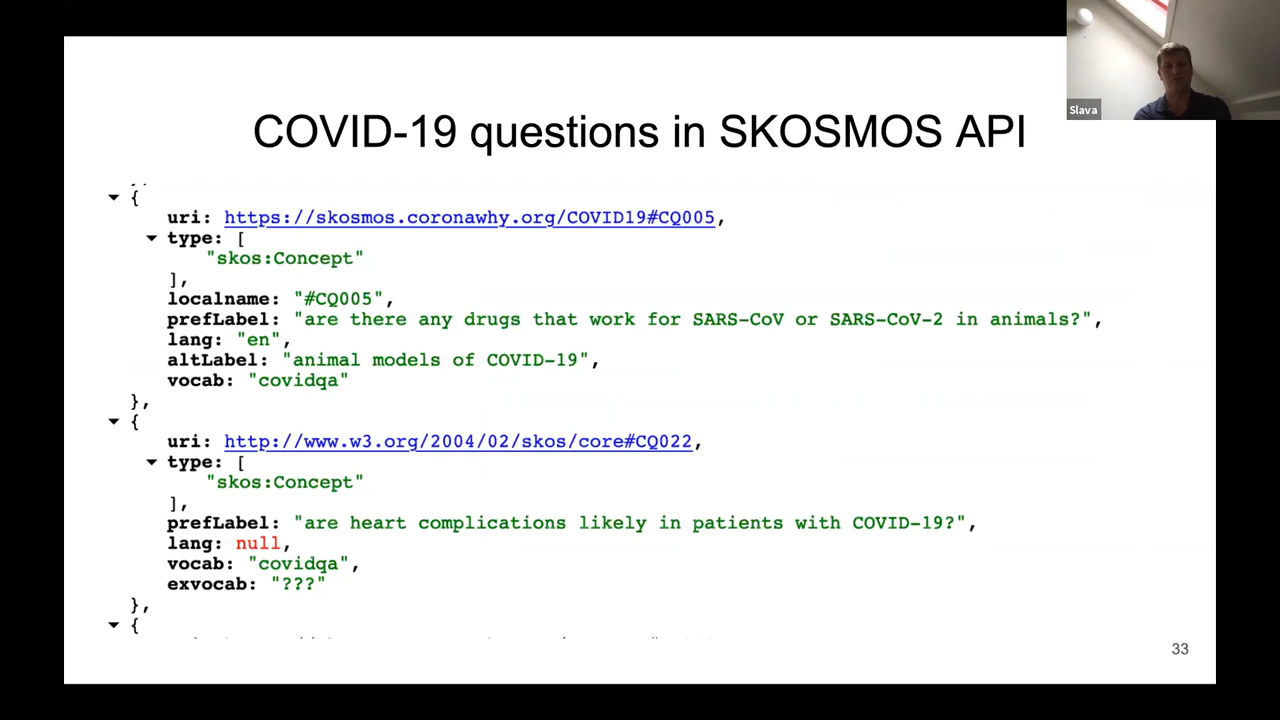 Slava
COVID-19 questions in SKOSMOS API
{
uri: https://skosmos.coronawhy.org/COVID19#CQ005,
type: [
"skos:Concept"
],
localname: "#CQ005",
prefLabel: "are there any drugs that work for SARS-CoV or SARS-CoV-2 in animals?",
lang: "en",
altLabel: "animal models of COVID-19",
vocab: "covidqa"
},
{
uri: http://www.w3.org/2004/02/skos/core#CQ022,
type: [
"skos:Concept"
],
prefLabel: "are heart complications likely in patients with COVID-19?",
lang: null,
vocab: "covidqa",
exvocab: "???"
},
{
33